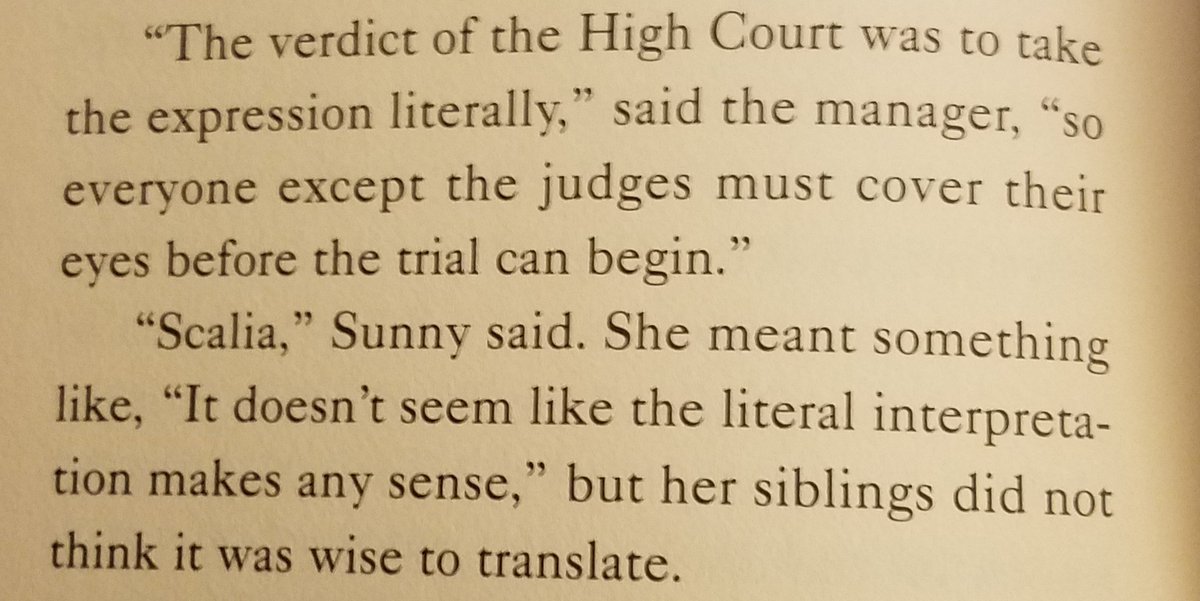 “The verdict of the High Court was to take
the expression literally,” said the manager, “so
everyone except the judges must cover their
eyes before the trial can begin.”
“Scalia,” Sunny said. She meant something
like, “It doesn’t seem like the literal interpreta-
tion makes any sense,” but her siblings did not
think it was wise to translate.